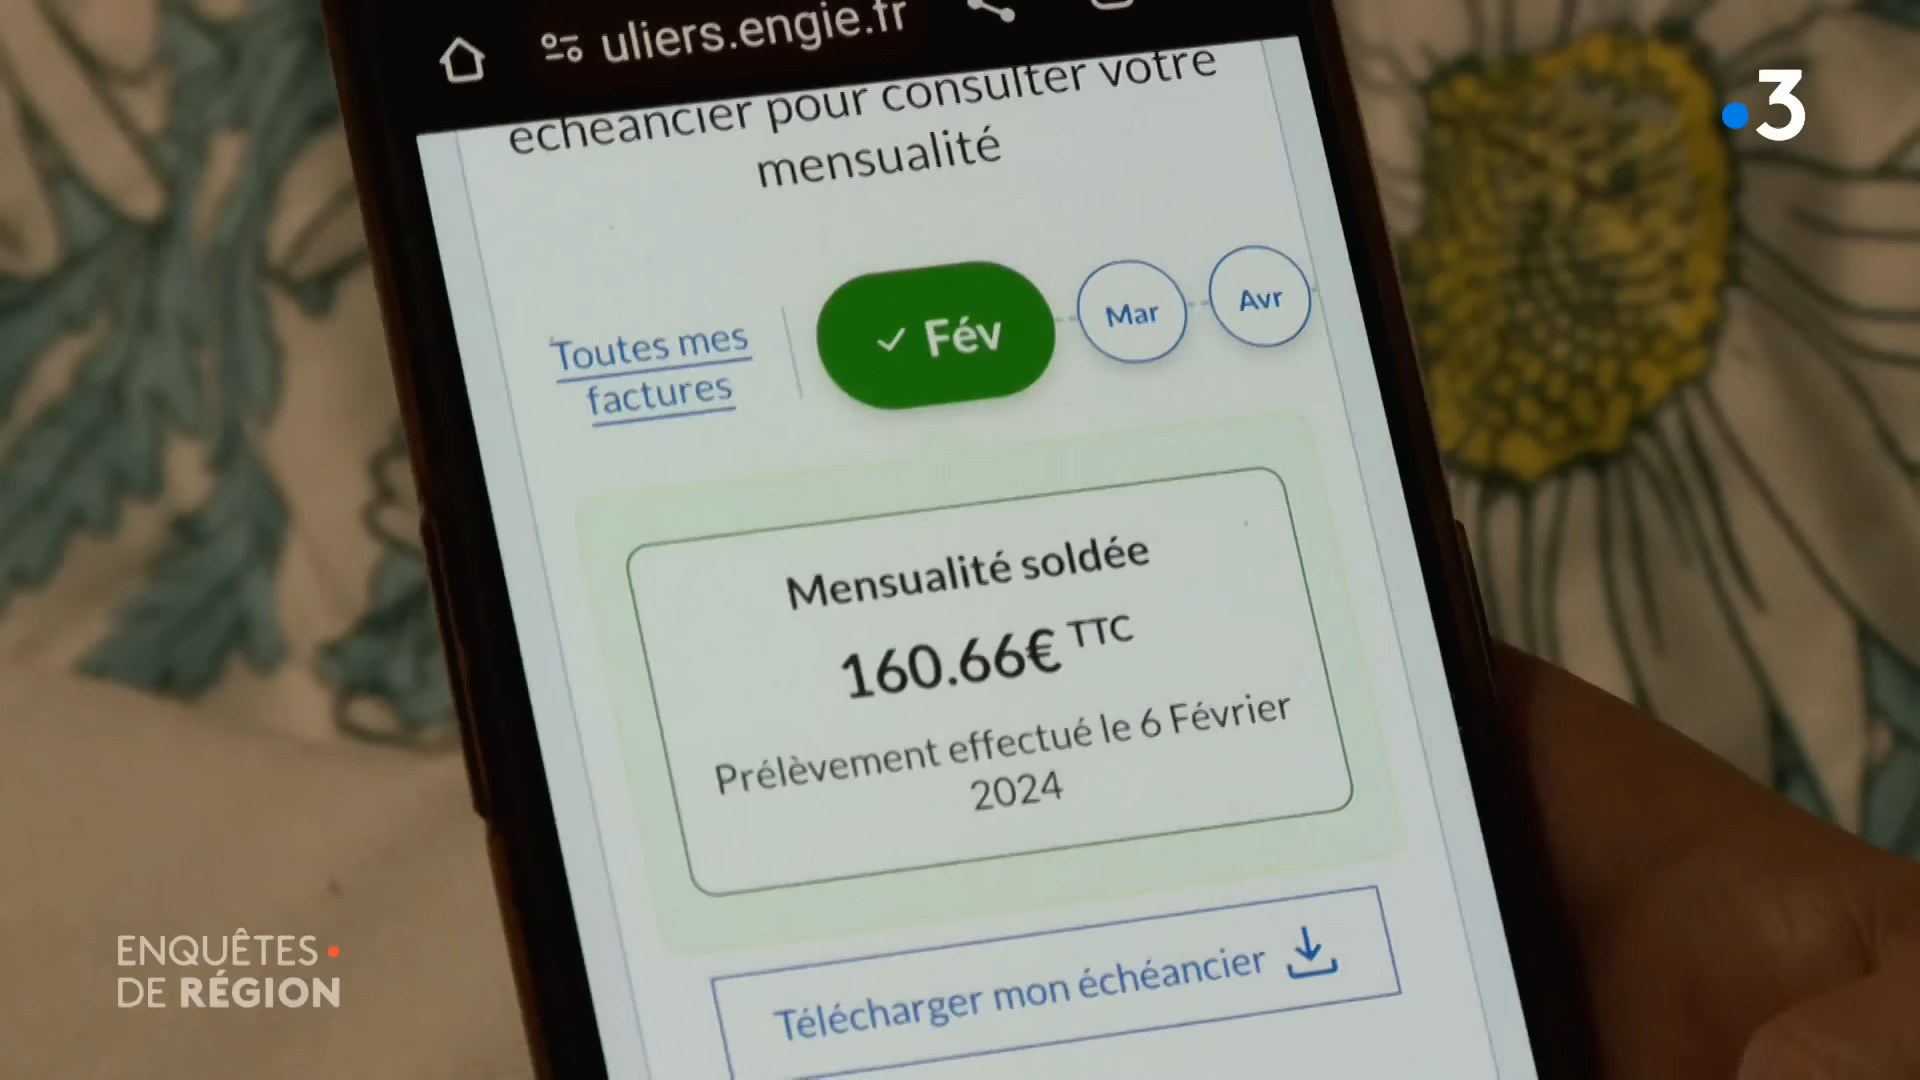 uliers.engie.fr
3
échéancier pour consulter votre
mensualité
Toutes mes
factures
Fév
Mar
Avr
Mensualité soldée
160.66€ TTC
Prélèvement effectué le 6 Février
2024
Télécharger mon échéancier
ENQUÊTES
DE RÉGION